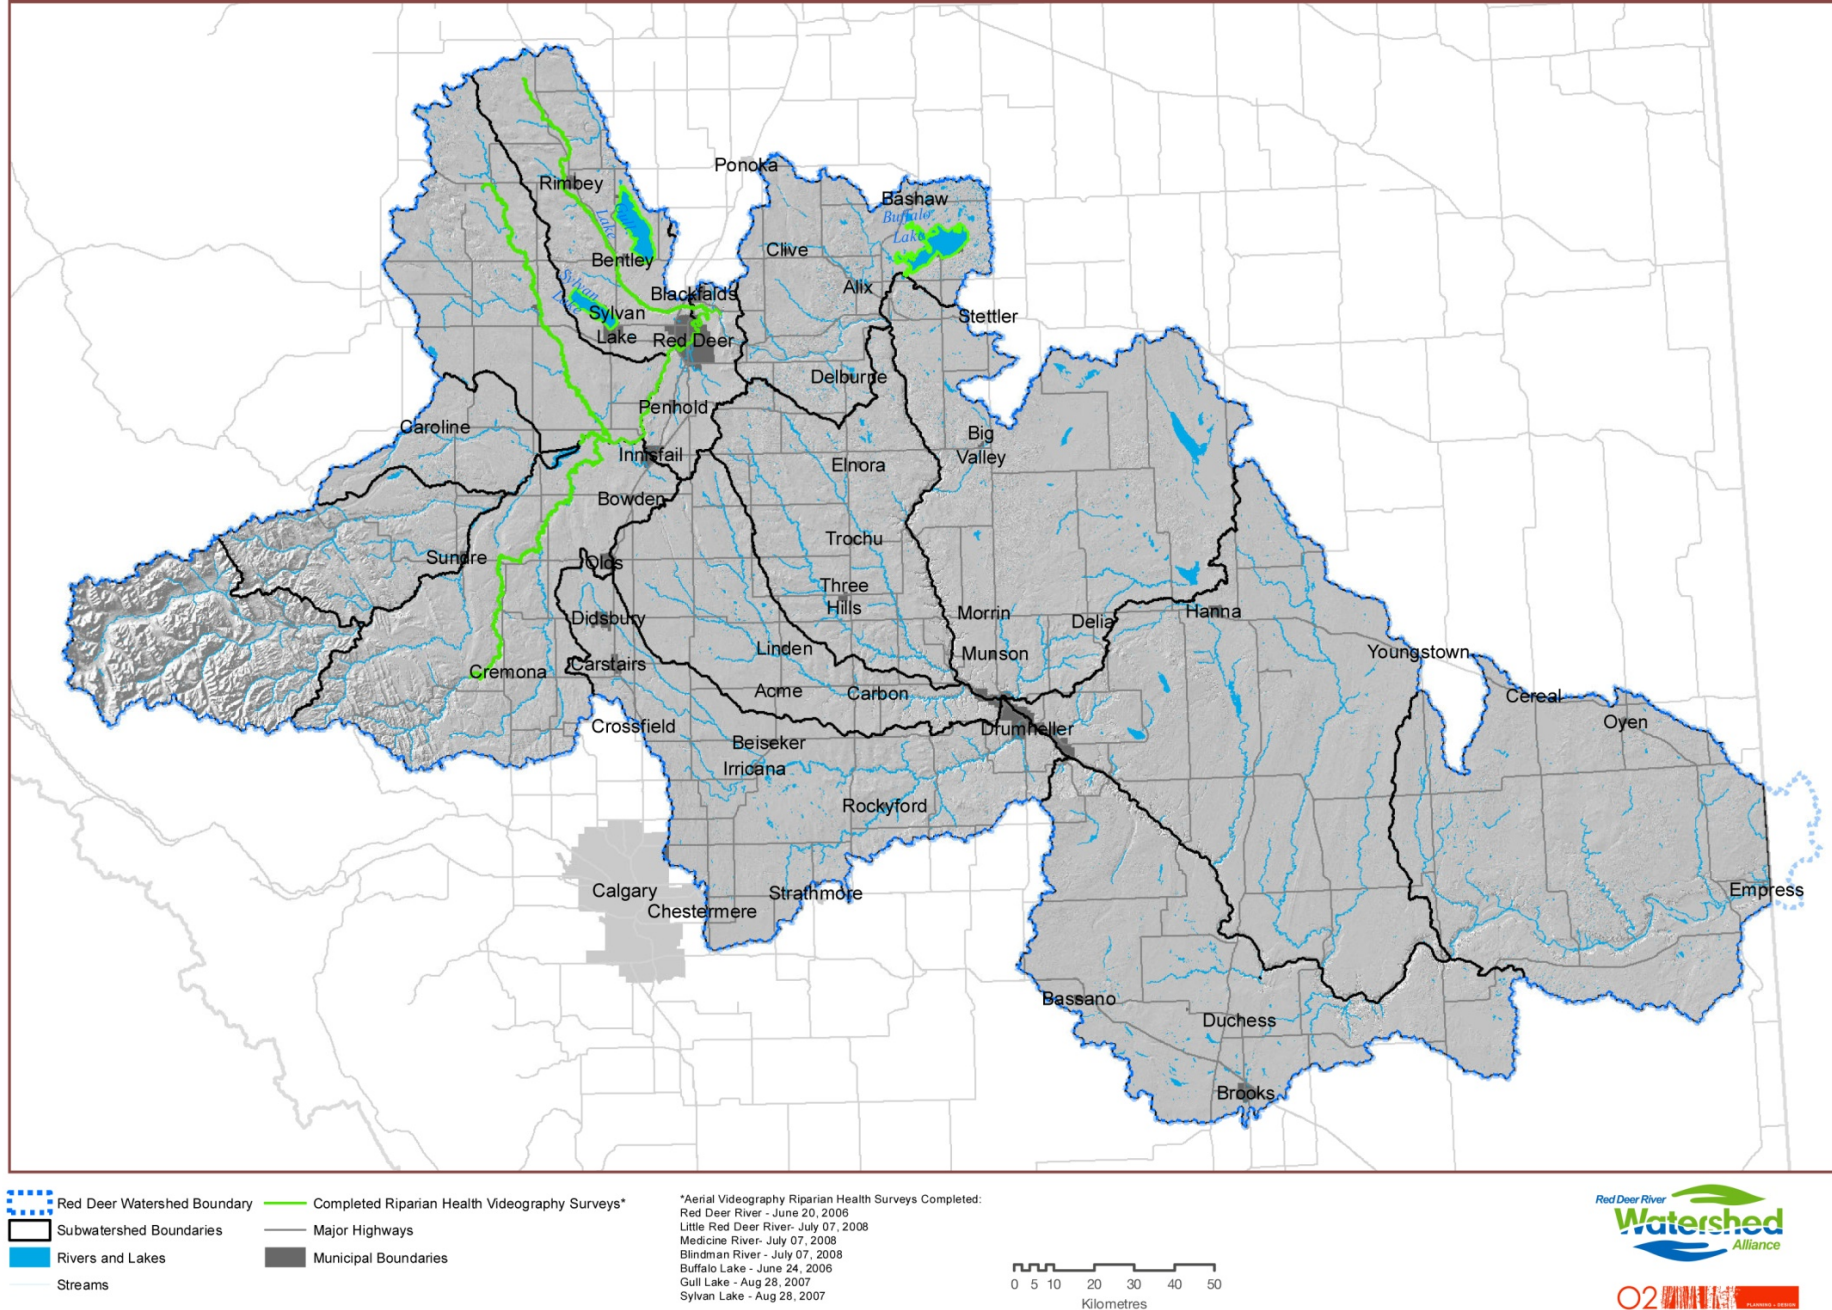 Ponoka
Rimbey
Bashaw
Buffalo
Lake
Gull
Lake
Clive
Bentley
Alix
Sylvan
Lake
Blackfalds
Sylvan
Lake
Stettler
Red Deer
Delburne
Penhold
Caroline
Big
Valley
Innisfail
Elnora
Bowden
Trochu
Sundre
Olds
Three
Hills
Morrin
Hanna
Didsbury
Delia
Linden
Munson
Youngstown
Carstairs
Cremona
Acme
Carbon
Cereal
Oyen
Crossfield
Drumheller
Beiseker
Irricana
Rockyford
Calgary
Strathmore
Empress
Chestermere
Bassano
Duchess
Brooks
Red Deer Watershed Boundary
Subwatershed Boundaries
Rivers and Lakes
Streams
Completed Riparian Health Videography Surveys*
Major Highways
Municipal Boundaries
*Aerial Videography Riparian Health Surveys Completed:
Red Deer River - June 20, 2006
Little Red Deer River- July 07, 2008
Medicine River- July 07, 2008
Blindman River - July 07, 2008
Buffalo Lake - June 24, 2006
Gull Lake - Aug 28, 2007
Sylvan Lake - Aug 28, 2007
0 5 10 20 30 40 50
Kilometres
Red Deer River
Watershed
Alliance
O2
PLANNING + DESIGN